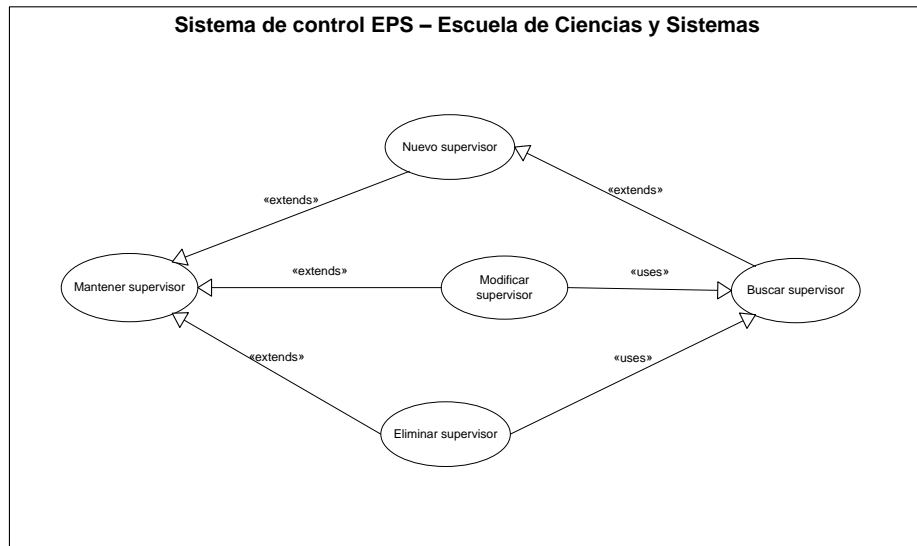 Sistema de control EPS – Escuela de Ciencias y Sistemas
Nuevo supervisor
«extends»
«extends»
Mantener supervisor
«extends»
Modificar
supervisor
«uses»
Buscar supervisor
«extends»
«uses»
Eliminar supervisor